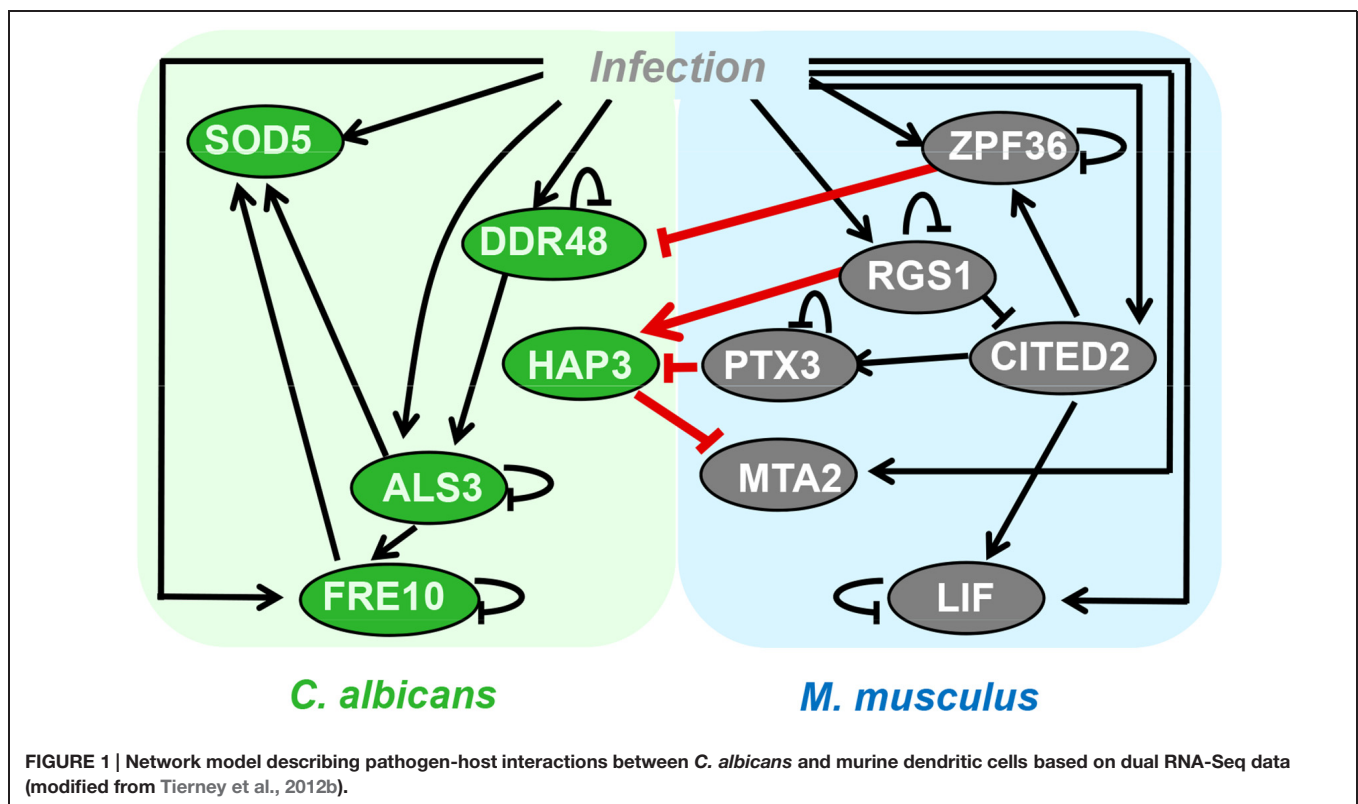 Infection
SOD5
ZPF36
DDR48
RGS1
HAP3
PTX3
CITED2
ALS3
MTA2
FRE10
LIF
C. albicans
M. musculus
FIGURE 1 | Network model describing pathogen-host interactions between C. albicans and murine dendritic cells based on dual RNA-Seq data
(modified from Tierney et al., 2012b).